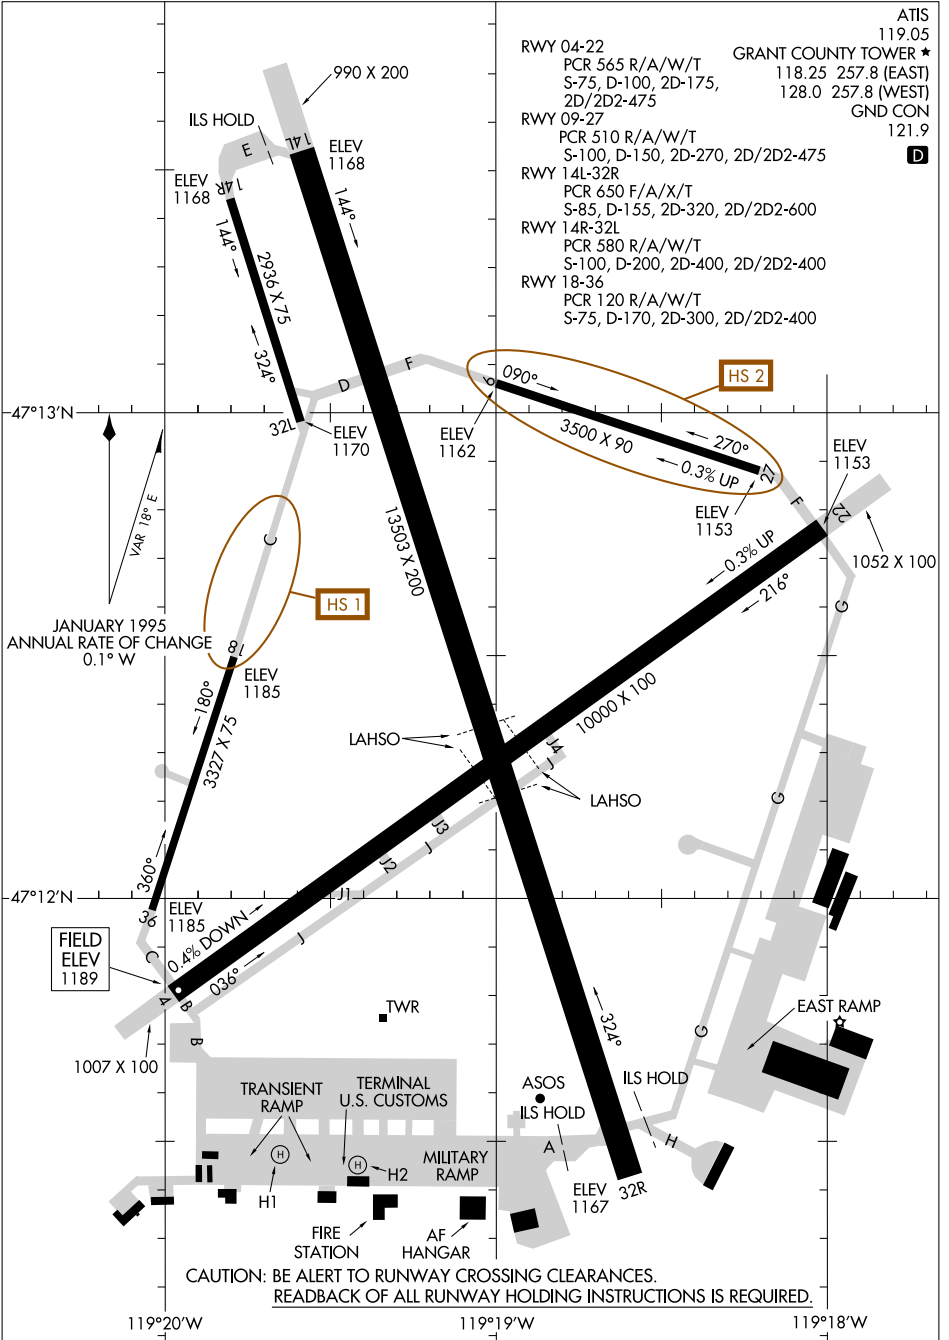 ATIS
119.05
GRANT COUNTY TOWER ★
118.25 257.8 (EAST)
128.0 257.8 (WEST)
GND CON
121.9
D
RWY 04-22
PCR 565 R/A/W/T
S-75, D-100, 2D-175,
2D/2D2-475
RWY 09-27
PCR 510 R/A/W/T
S-100, D-150, 2D-270, 2D/2D2-475
RWY 14L-32R
PCR 650 F/A/X/T
S-85, D-155, 2D-320, 2D/2D2-600
RWY 14R-32L
PCR 580 R/A/W/T
S-100, D-200, 2D-400, 2D/2D2-400
RWY 18-36
PCR 120 R/A/W/T
S-75, D-170, 2D-300, 2D/2D2-400
990 X 200
ILS HOLD
E
14L
ELEV
1168
ELEV
1168
14R
144°
144°
2936 X 75
324°
D
F
32L
ELEV
1170
9
090°
HS 2
3500 X 90
270°
0.3% UP
27
ELEV
1162
ELEV
1153
ELEV
1153
F
22
1052 X 100
47°13'N
VAR 18° E
JANUARY 1995
ANNUAL RATE OF CHANGE
0.1° W
C
HS 1
13503 X 200
0.3% UP
216°
G
18
ELEV
1185
180°
3327 X 75
10000 X 100
LAHSO
J4
J
LAHSO
G
J3
J
J2
J1
360°
47°12'N
36
ELEV
1185
FIELD
ELEV
1189
C
0.4% DOWN
036°
J
4
B
B
1007 X 100
TWR
324°
G
EAST RAMP
TRANSIENT
RAMP
TERMINAL
U.S. CUSTOMS
ASOS
ILS HOLD
ILS HOLD
H
H
H1
H2
MILITARY
RAMP
A
H
ELEV
1167
32R
FIRE
STATION
AF
HANGAR
CAUTION: BE ALERT TO RUNWAY CROSSING CLEARANCES.
READBACK OF ALL RUNWAY HOLDING INSTRUCTIONS IS REQUIRED.
119°20'W
119°19'W
119°18'W